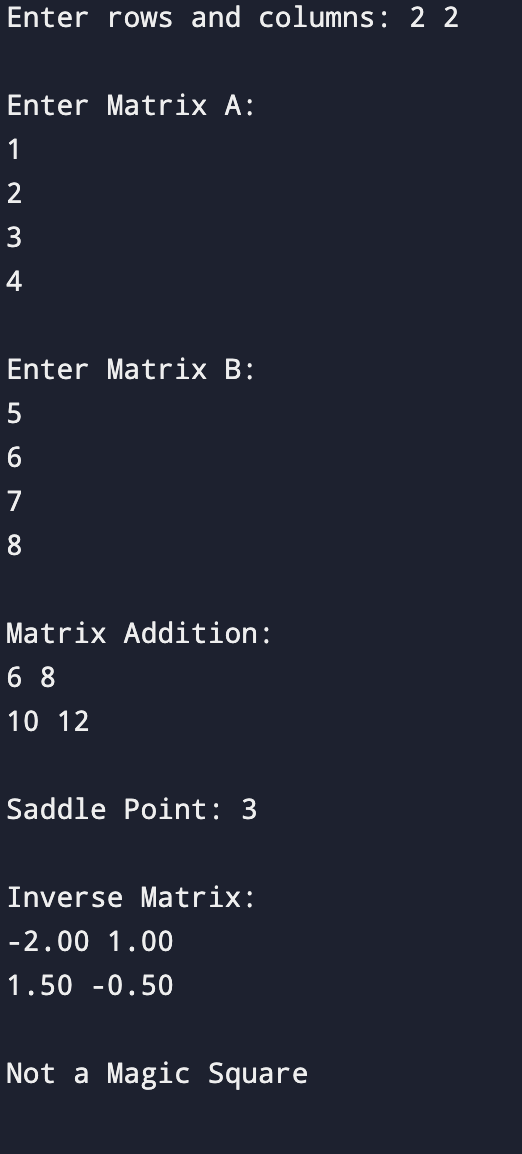 Enter rows and columns: 2 2
Enter Matrix A:
1
2
3
4
Enter Matrix B:
5
6
7
8
Matrix Addition:
6 8
10 12
Saddle Point: 3
Inverse Matrix:
-2.00 1.00
1.50 -0.50
Not a Magic Square